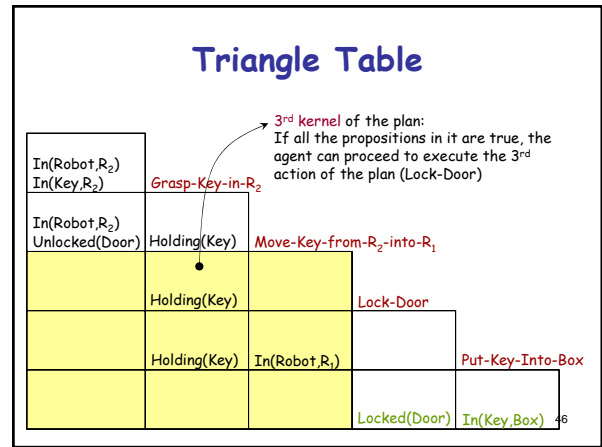 Triangle Table
3rd kernel of the plan:
If all the propositions in it are true, the
agent can proceed to execute the 3rd
action of the plan (Lock-Door)
In(Robot,R2)
In(Key,R2) Grasp-Key-in-R2
In(Robot,R2)
Unlocked(Door) Holding(Key) Move-Key-from-R2-into-R1
Holding(Key) Lock-Door
Holding(Key) In(Robot,R1) Put-Key-Into-Box
Locked(Door) In(Key,Box) 46